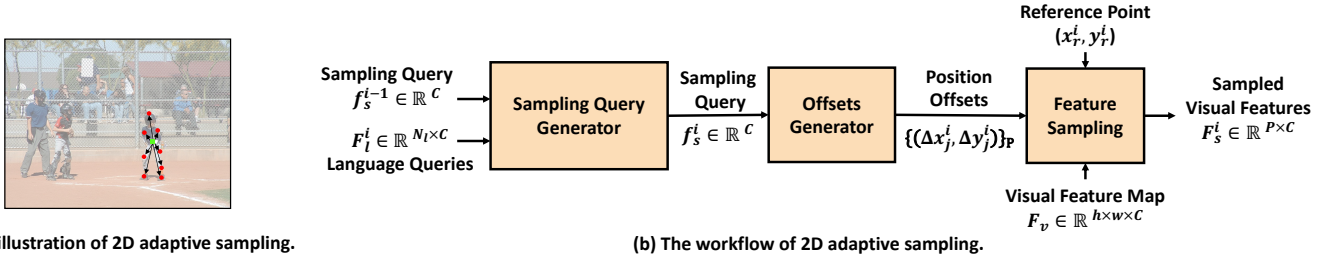 Reference Point
(x_r^i, y_r^i)
Sampling Query
f_s^{i-1} ∈ ℝ^C
F_l^i ∈ ℝ^{N_l×C}
Language Queries
Sampling Query
Generator
Sampling
Query
f_s^i ∈ ℝ^C
Offsets
Generator
Position
Offsets
{(Δx_j^i, Δy_j^i)}_P
Feature
Sampling
Sampled
Visual Features
F_s^i ∈ ℝ^{P×C}
Visual Feature Map
F_v ∈ ℝ^{h×w×C}
illustration of 2D adaptive sampling.
(b) The workflow of 2D adaptive sampling.